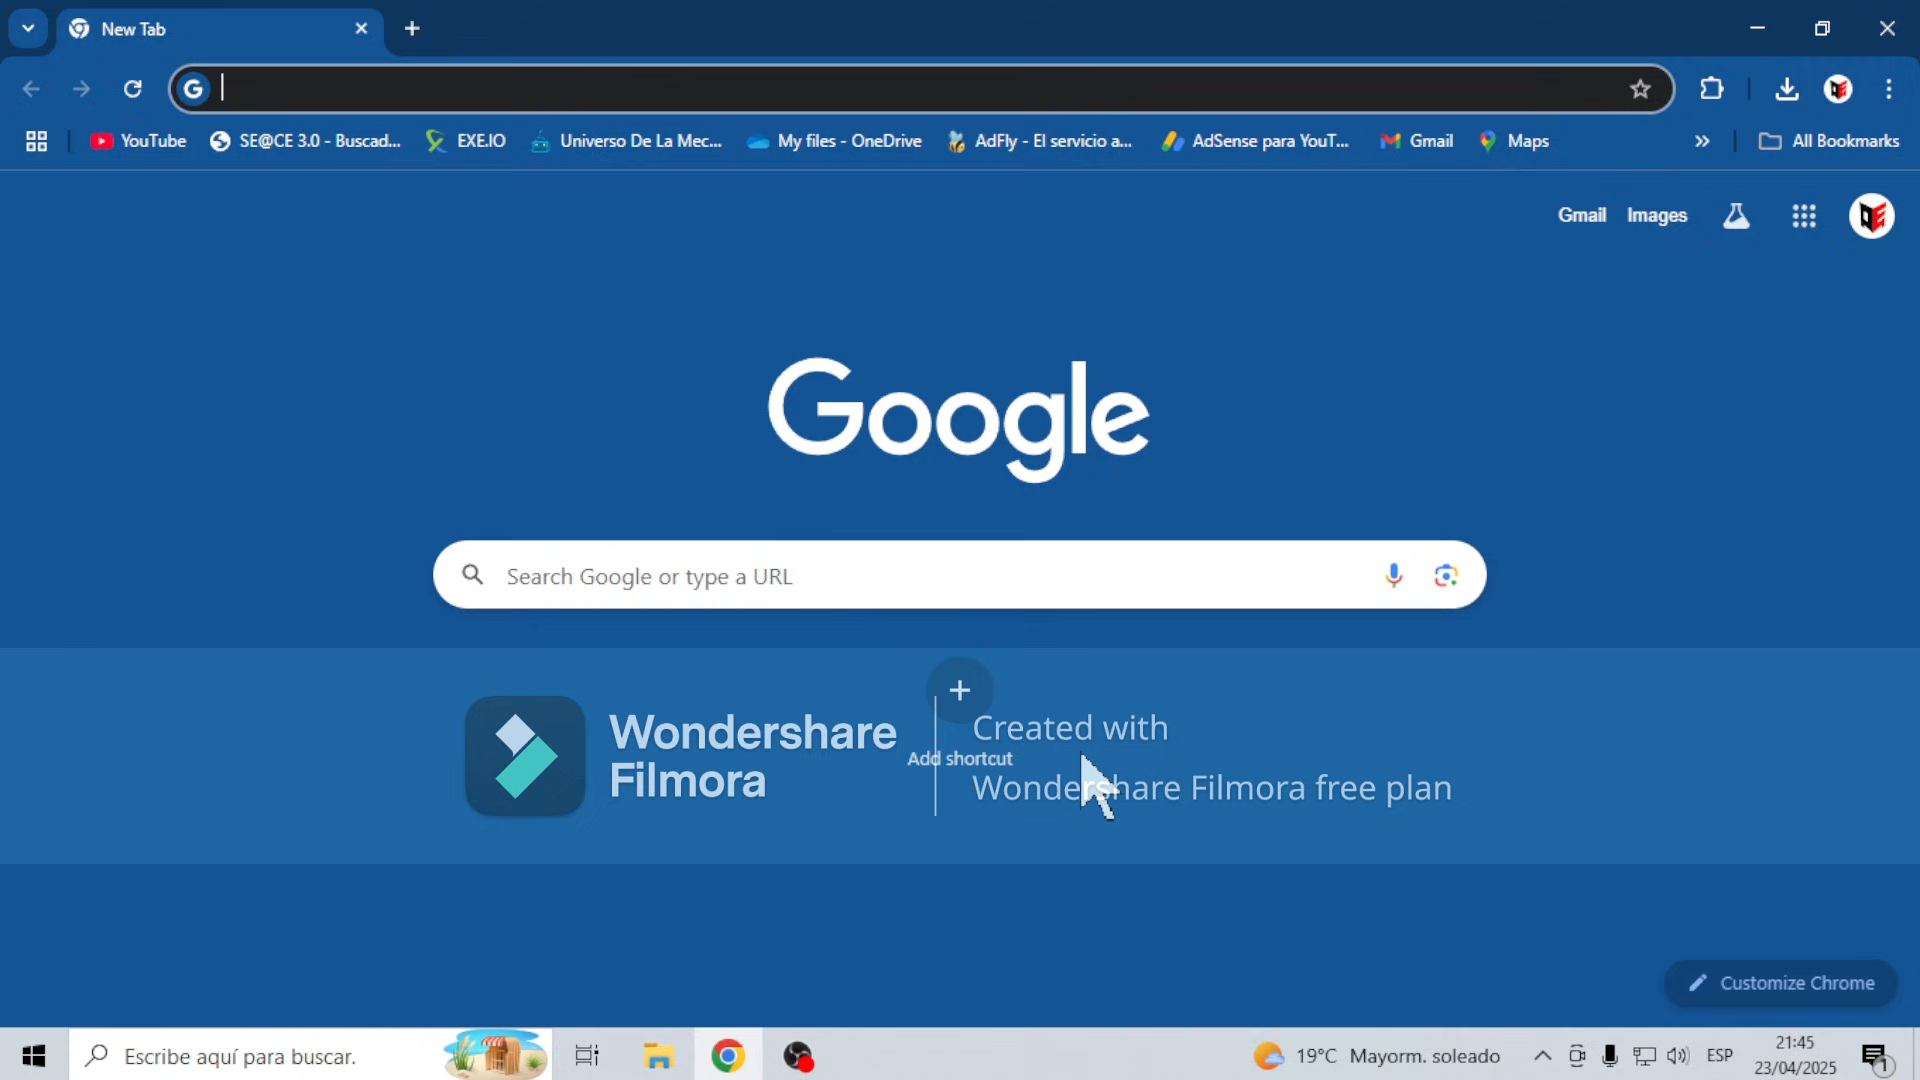 New Tab
YouTube
SE@CE 3.0 - Buscad...
EXE.IO
Universo De La Mec...
My files - OneDrive
AdFly - El servicio a...
AdSense para YouT...
Gmail
Maps
All Bookmarks
Gmail
Images
Google
Search Google or type a URL
Wondershare
Filmora
Created with
Wondershare Filmora free plan
Add shortcut
Customize Chrome
Escribe aquí para buscar.
19°C Mayorm. soleado
ESP
21:45
23/04/2025
1